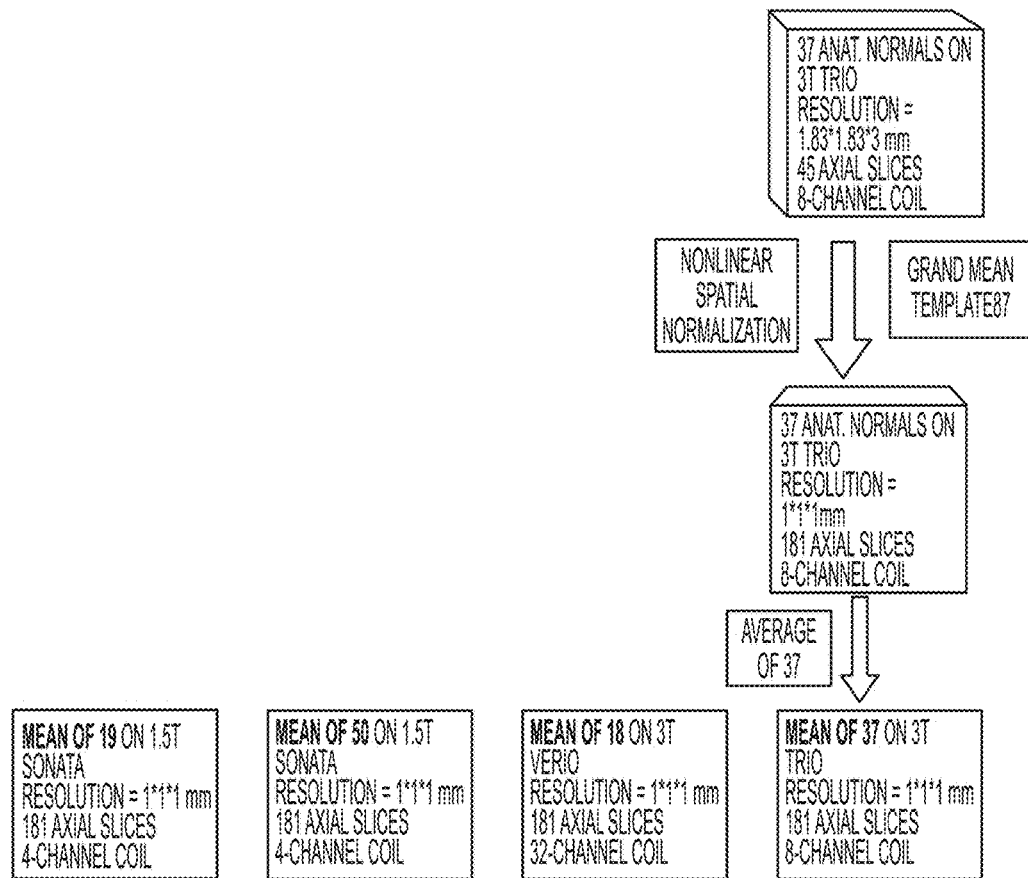 37 ANAT. NORMALS ON
3T TRIO
RESOLUTION =
1.83*1.83*3 mm
45 AXIAL SLICES
8-CHANNEL COIL
NONLINEAR
SPATIAL
NORMALIZATION
GRAND MEAN
TEMPLATE87
37 ANAT. NORMALS ON
3T TRIO
RESOLUTION =
1*1*1mm
181 AXIAL SLICES
8-CHANNEL COIL
AVERAGE
OF 37
MEAN OF 19 ON 1.5T
SONATA
RESOLUTION = 1*1*1 mm
181 AXIAL SLICES
4-CHANNEL COIL
MEAN OF 50 ON 1.5T
SONATA
RESOLUTION = 1*1*1 mm
181 AXIAL SLICES
4-CHANNEL COIL
MEAN OF 18 ON 3T
VERIO
RESOLUTION = 1*1*1 mm
181 AXIAL SLICES
32-CHANNEL COIL
MEAN OF 37 ON 3T
TRIO
RESOLUTION = 1*1*1 mm
181 AXIAL SLICES
8-CHANNEL COIL